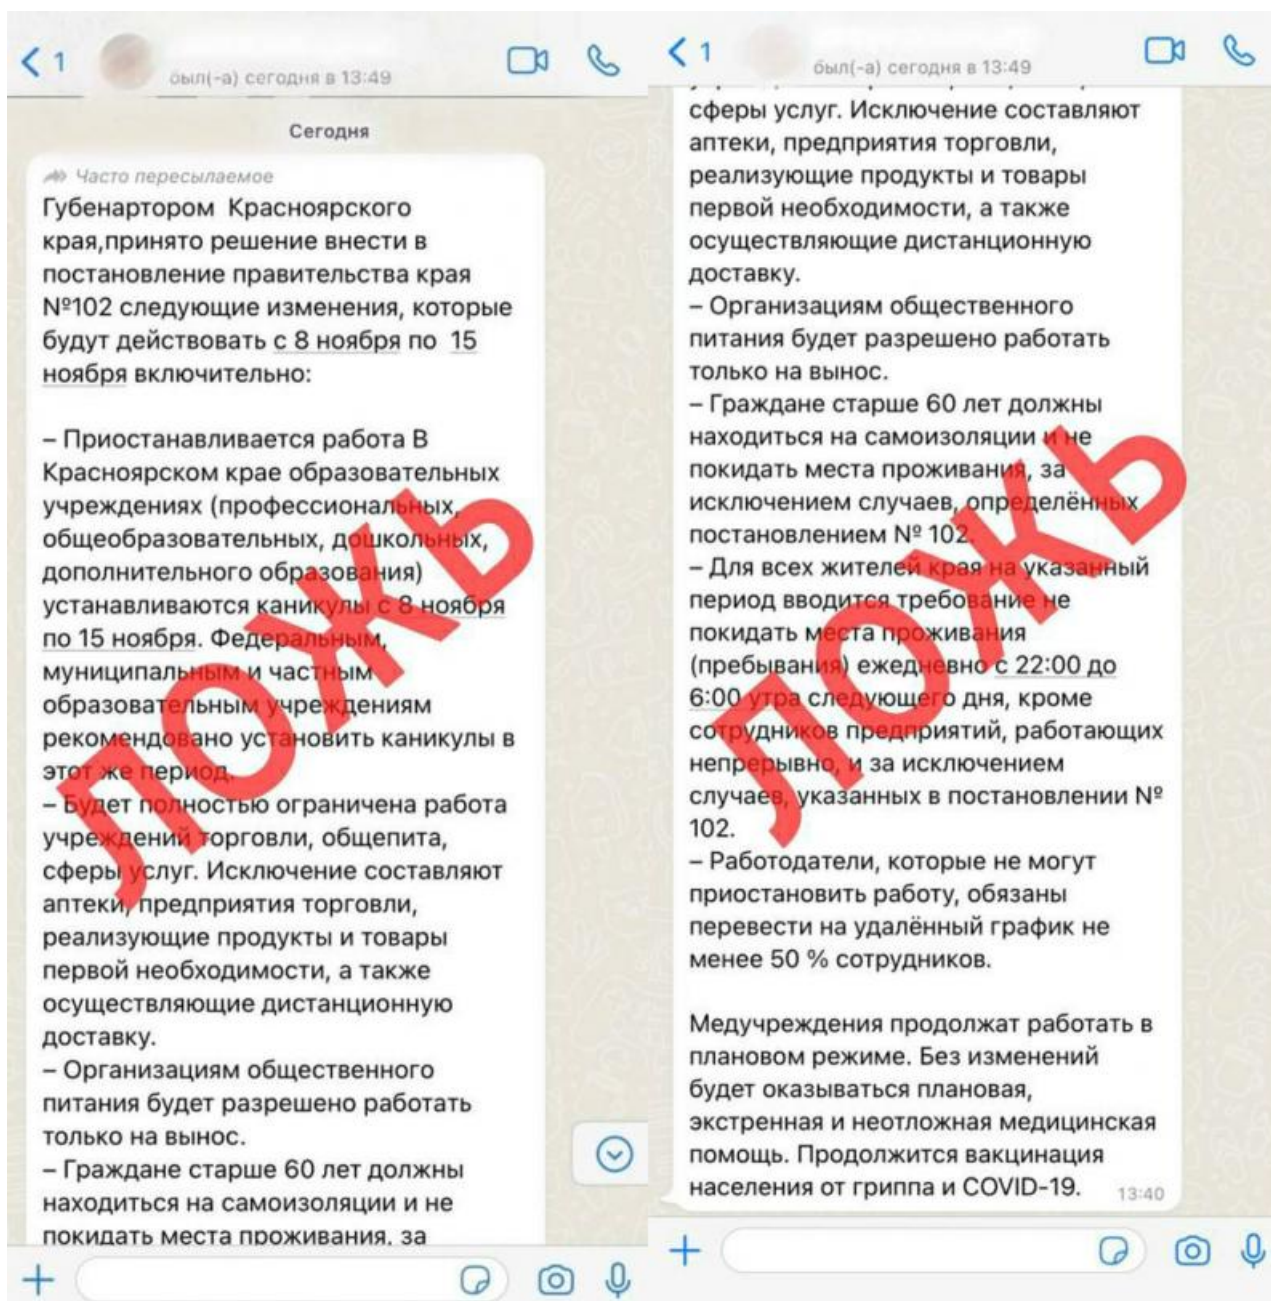 1
был(-а) сегодня в 13:49
Сегодня
Часто пересылаемое
Губенартором Красноярского
края,принято решение внести в
постановление правительства края
№102 следующие изменения, которые
будут действовать с 8 ноября по 15
ноября включительно:
– Приостанавливается работа В
Красноярском крае образовательных
учреждениях (профессиональных,
общеобразовательных, дошкольных,
дополнительного образования)
устанавливаются каникулы с 8 ноября
по 15 ноября. Федеральным,
муниципальным и частным
образовательным учреждениям
рекомендовано установить каникулы в
этот же период.
– Будет полностью ограничена работа
учреждений торговли, общепита,
сферы услуг. Исключение составляют
аптеки, предприятия торговли,
реализующие продукты и товары
первой необходимости, а также
осуществляющие дистанционную
доставку.
– Организациям общественного
питания будет разрешено работать
только на вынос.
– Граждане старше 60 лет должны
находиться на самоизоляции и не
покидать места проживания, за
ЛОЖЬ
1
был(-а) сегодня в 13:49
сферы услуг. Исключение составляют
аптеки, предприятия торговли,
реализующие продукты и товары
первой необходимости, а также
осуществляющие дистанционную
доставку.
– Организациям общественного
питания будет разрешено работать
только на вынос.
– Граждане старше 60 лет должны
находиться на самоизоляции и не
покидать места проживания, за
исключением случаев, определённых
постановлением № 102.
– Для всех жителей края на указанный
период вводится требование не
покидать места проживания
(пребывания) ежедневно с 22:00 до
6:00 утра следующего дня, кроме
сотрудников предприятий, работающих
непрерывно, и за исключением
случаев, указанных в постановлении №
102.
– Работодатели, которые не могут
приостановить работу, обязаны
перевести на удалённый график не
менее 50 % сотрудников.
Медучреждения продолжат работать в
плановом режиме. Без изменений
будет оказываться плановая,
экстренная и неотложная медицинская
помощь. Продолжится вакцинация
населения от гриппа и COVID-19.
13:40
ЛОЖЬ